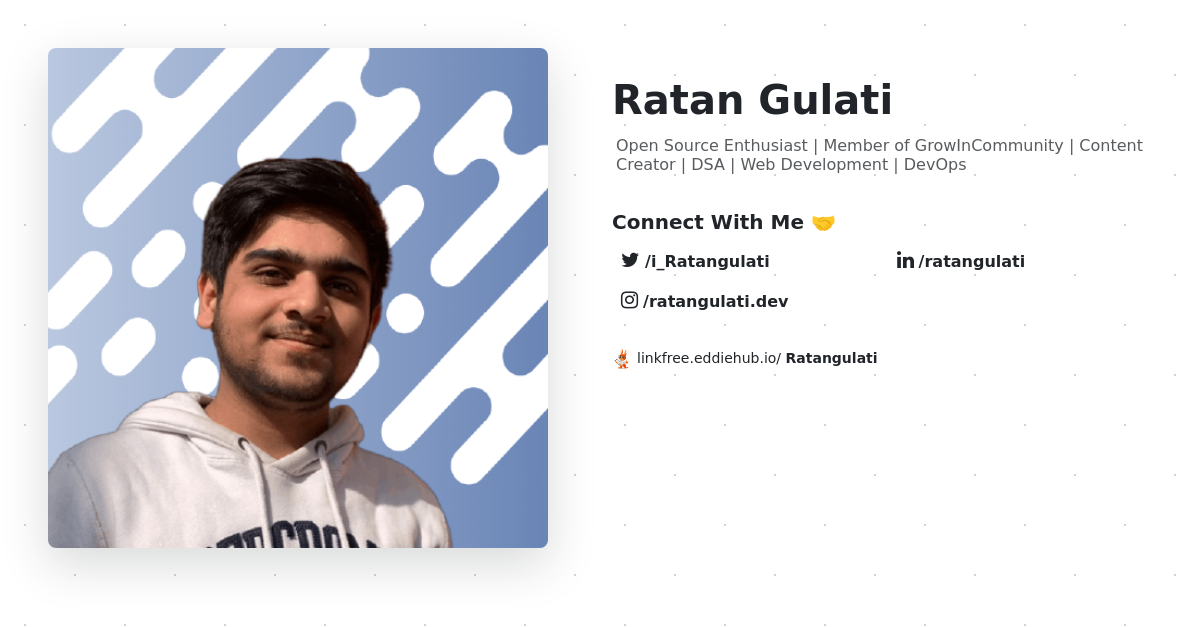 Ratan Gulati
Open Source Enthusiast | Member of GrowInCommunity | Content
Creator | DSA | Web Development | DevOps
Connect With Me 🤝
/i_Ratangulati
/ratangulati
/ratangulati.dev
linkfree.eddiehub.io/ Ratangulati